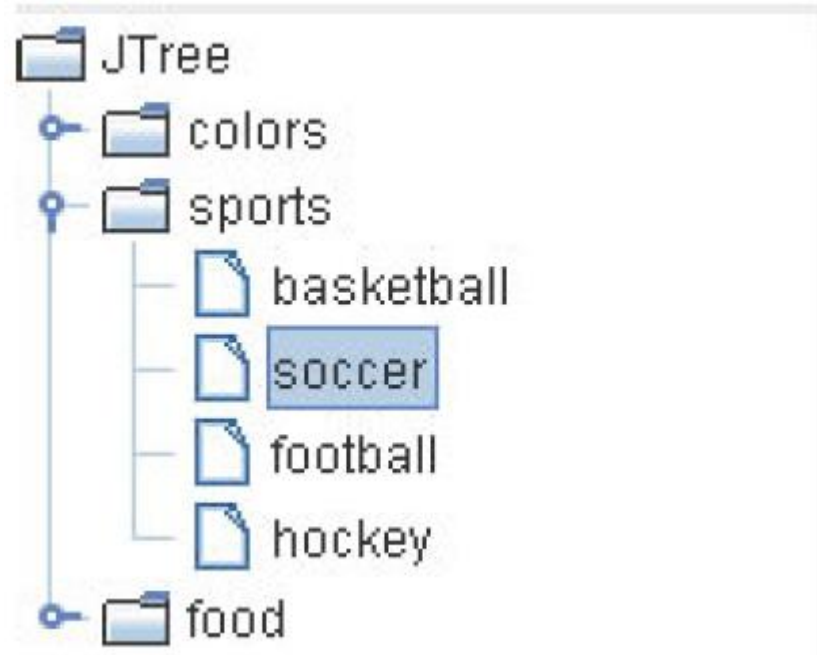 JTree
colors
sports
basketball
soccer
football
hockey
food